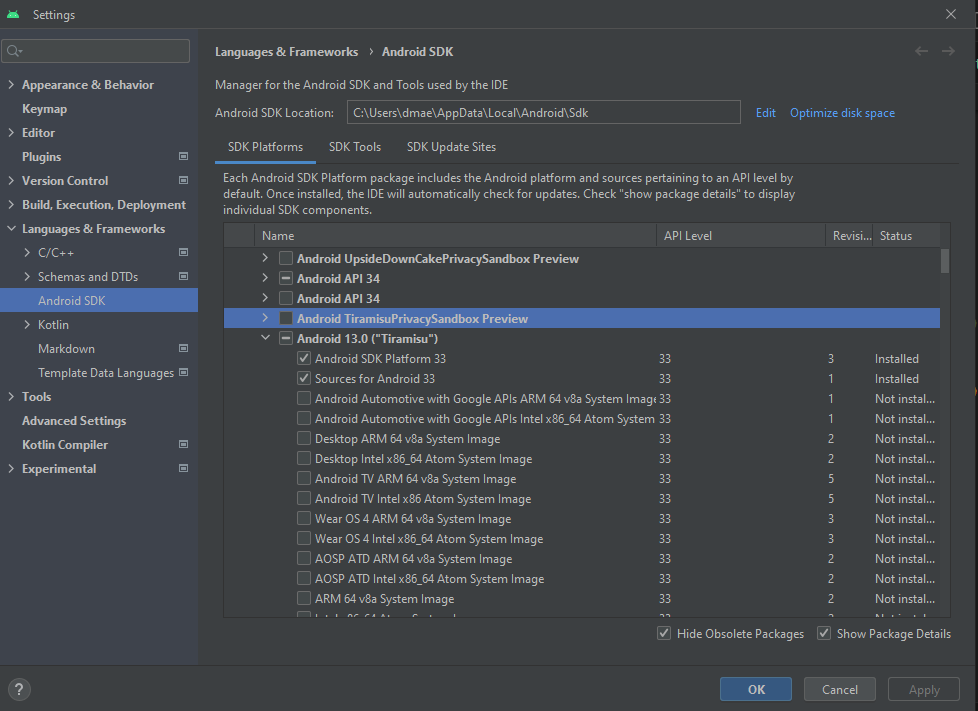 Settings
Languages & Frameworks › Android SDK
Manager for the Android SDK and Tools used by the IDE
Android SDK Location: C:\Users\dmae\AppData\Local\Android\Sdk Edit Optimize disk space
Appearance & Behavior
Keymap
Editor
Plugins
Version Control
Build, Execution, Deployment
Languages & Frameworks
C/C++
Schemas and DTDs
Android SDK
Kotlin
Markdown
Template Data Languages
Tools
Advanced Settings
Kotlin Compiler
Experimental
SDK Platforms SDK Tools SDK Update Sites
Each Android SDK Platform package includes the Android platform and sources pertaining to an API level by
default. Once installed, the IDE will automatically check for updates. Check "show package details" to display
individual SDK components.
Name API Level Revisi... Status
Android UpsideDownCakePrivacySandbox Preview
Android API 34
Android API 34
Android TiramisuPrivacySandbox Preview
Android 13.0 ("Tiramisu")
Android SDK Platform 33 33 3 Installed
Sources for Android 33 33 1 Installed
Android Automotive with Google APIs ARM 64 v8a System Image 33 1 Not instal...
Android Automotive with Google APIs Intel x86_64 Atom System 33 1 Not instal...
Desktop ARM 64 v8a System Image 33 2 Not instal...
Desktop Intel x86_64 Atom System Image 33 2 Not instal...
Android TV ARM 64 v8a System Image 33 5 Not instal...
Android TV Intel x86 Atom System Image 33 5 Not instal...
Wear OS 4 ARM 64 v8a System Image 33 3 Not instal...
Wear OS 4 Intel x86_64 Atom System Image 33 3 Not instal...
AOSP ATD ARM 64 v8a System Image 33 2 Not instal...
AOSP ATD Intel x86_64 Atom System Image 33 2 Not instal...
ARM 64 v8a System Image 33 2 Not instal...
Hide Obsolete Packages Show Package Details
? OK Cancel Apply